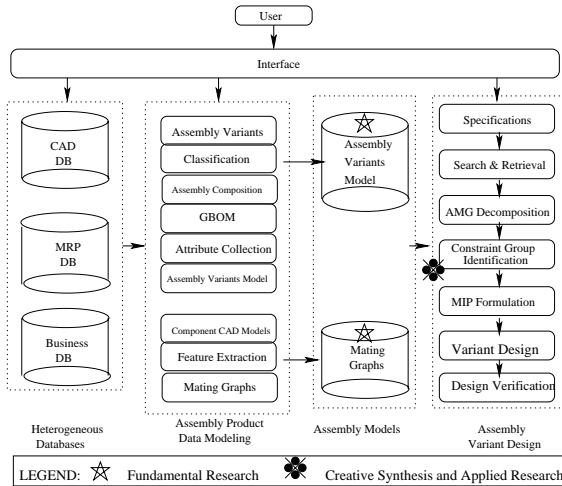 User
Interface
CAD
DB
MRP
DB
Business
DB
Heterogeneous
Databases
Assembly Variants
Classification
Assembly Composition
GBOM
Attribute Collection
Assembly Variants Model
Component CAD Models
Feature Extraction
Mating Graphs
Assembly Product
Data Modeling
Assembly
Variants
Model
Mating
Graphs
Assembly Models
Specifications
Search & Retrieval
AMG Decomposition
Constraint Group
Identification
MIP Formulation
Variant Design
Design Verification
Assembly
Variant Design
LEGEND: Fundamental Research Creative Synthesis and Applied Research